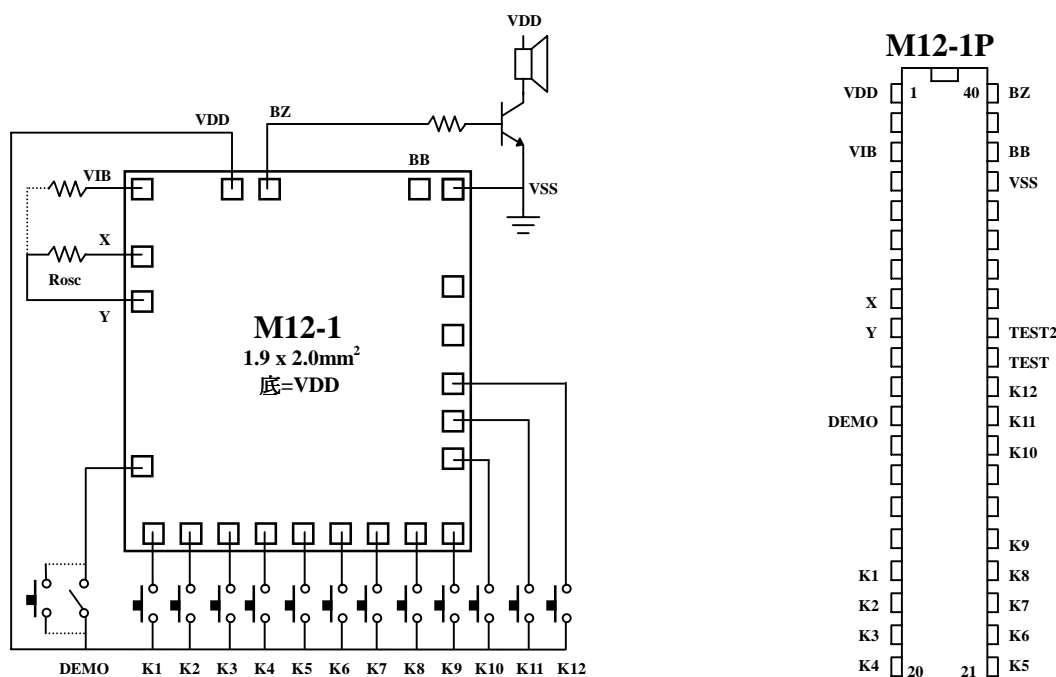 VDD
M12-1P
VDD
BZ
VDD 1 40 BZ
VIB
BB
VIB
BB
VSS
VSS
X
Rosc
Y
X
Y
TEST2
M12-1
1.9 x 2.0mm2
底=VDD
TEST
K12
DEMO
K11
K10
K9
K1
K8
K2
K7
K3
K6
K4 20 21 K5
DEMO K1 K2 K3 K4 K5 K6 K7 K8 K9 K10 K11 K12